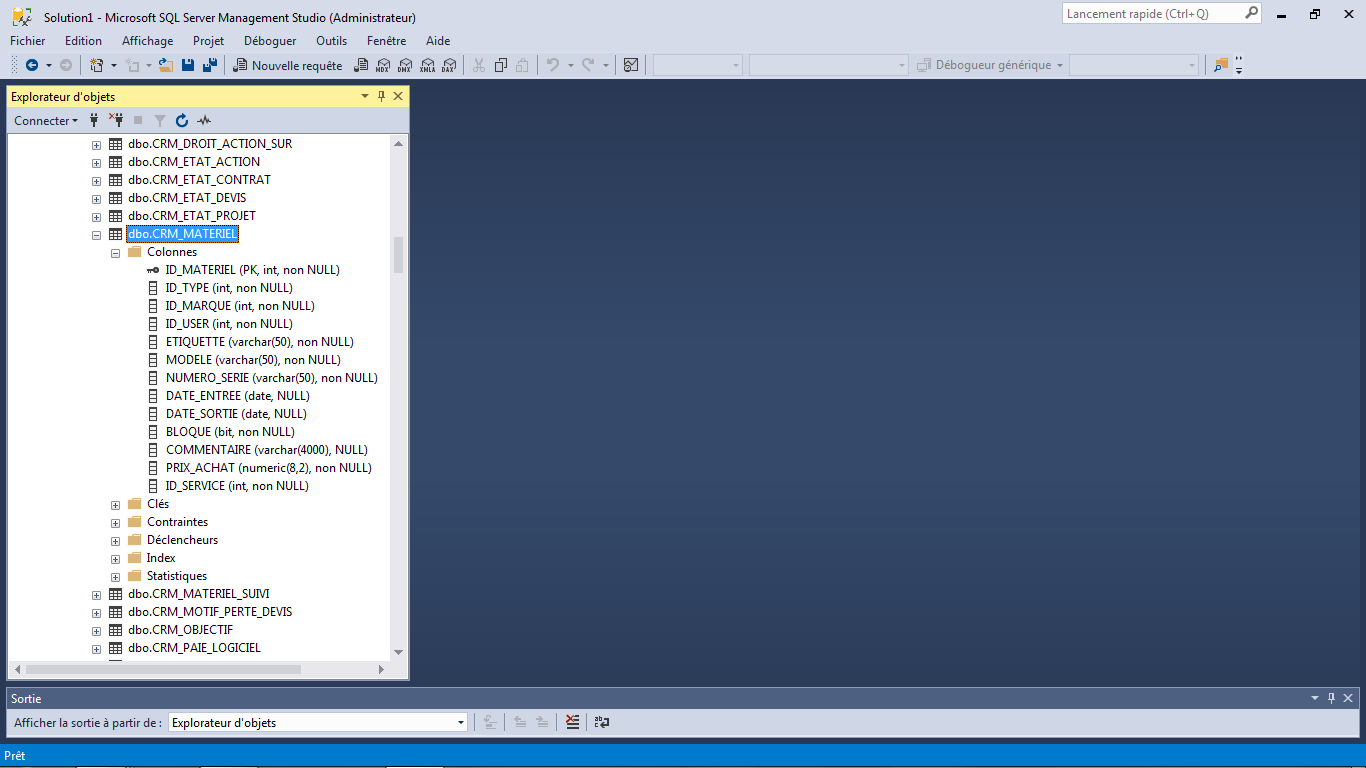 Solution1 - Microsoft SQL Server Management Studio (Administrateur)
Lancement rapide (Ctrl+Q)
Fichier Edition Affichage Projet Déboguer Outils Fenêtre Aide
Nouvelle requête MDX DMX XMLA DAX Débogueur générique
Explorateur d'objets
Connecter
dbo.CRM_DROIT_ACTION_SUR
dbo.CRM_ETAT_ACTION
dbo.CRM_ETAT_CONTRAT
dbo.CRM_ETAT_DEVIS
dbo.CRM_ETAT_PROJET
dbo.CRM_MATERIEL
Colonnes
ID_MATERIEL (PK, int, non NULL)
ID_TYPE (int, non NULL)
ID_MARQUE (int, non NULL)
ID_USER (int, non NULL)
ETIQUETTE (varchar(50), non NULL)
MODELE (varchar(50), non NULL)
NUMERO_SERIE (varchar(50), non NULL)
DATE_ENTREE (date, NULL)
DATE_SORTIE (date, NULL)
BLOQUE (bit, non NULL)
COMMENTAIRE (varchar(4000), NULL)
PRIX_ACHAT (numeric(8,2), non NULL)
ID_SERVICE (int, non NULL)
Clés
Contraintes
Déclencheurs
Index
Statistiques
dbo.CRM_MATERIEL_SUIVI
dbo.CRM_MOTIF_PERTE_DEVIS
dbo.CRM_OBJECTIF
dbo.CRM_PAIE_LOGICIEL
Sortie
Afficher la sortie à partir de : Explorateur d'objets
Prêt